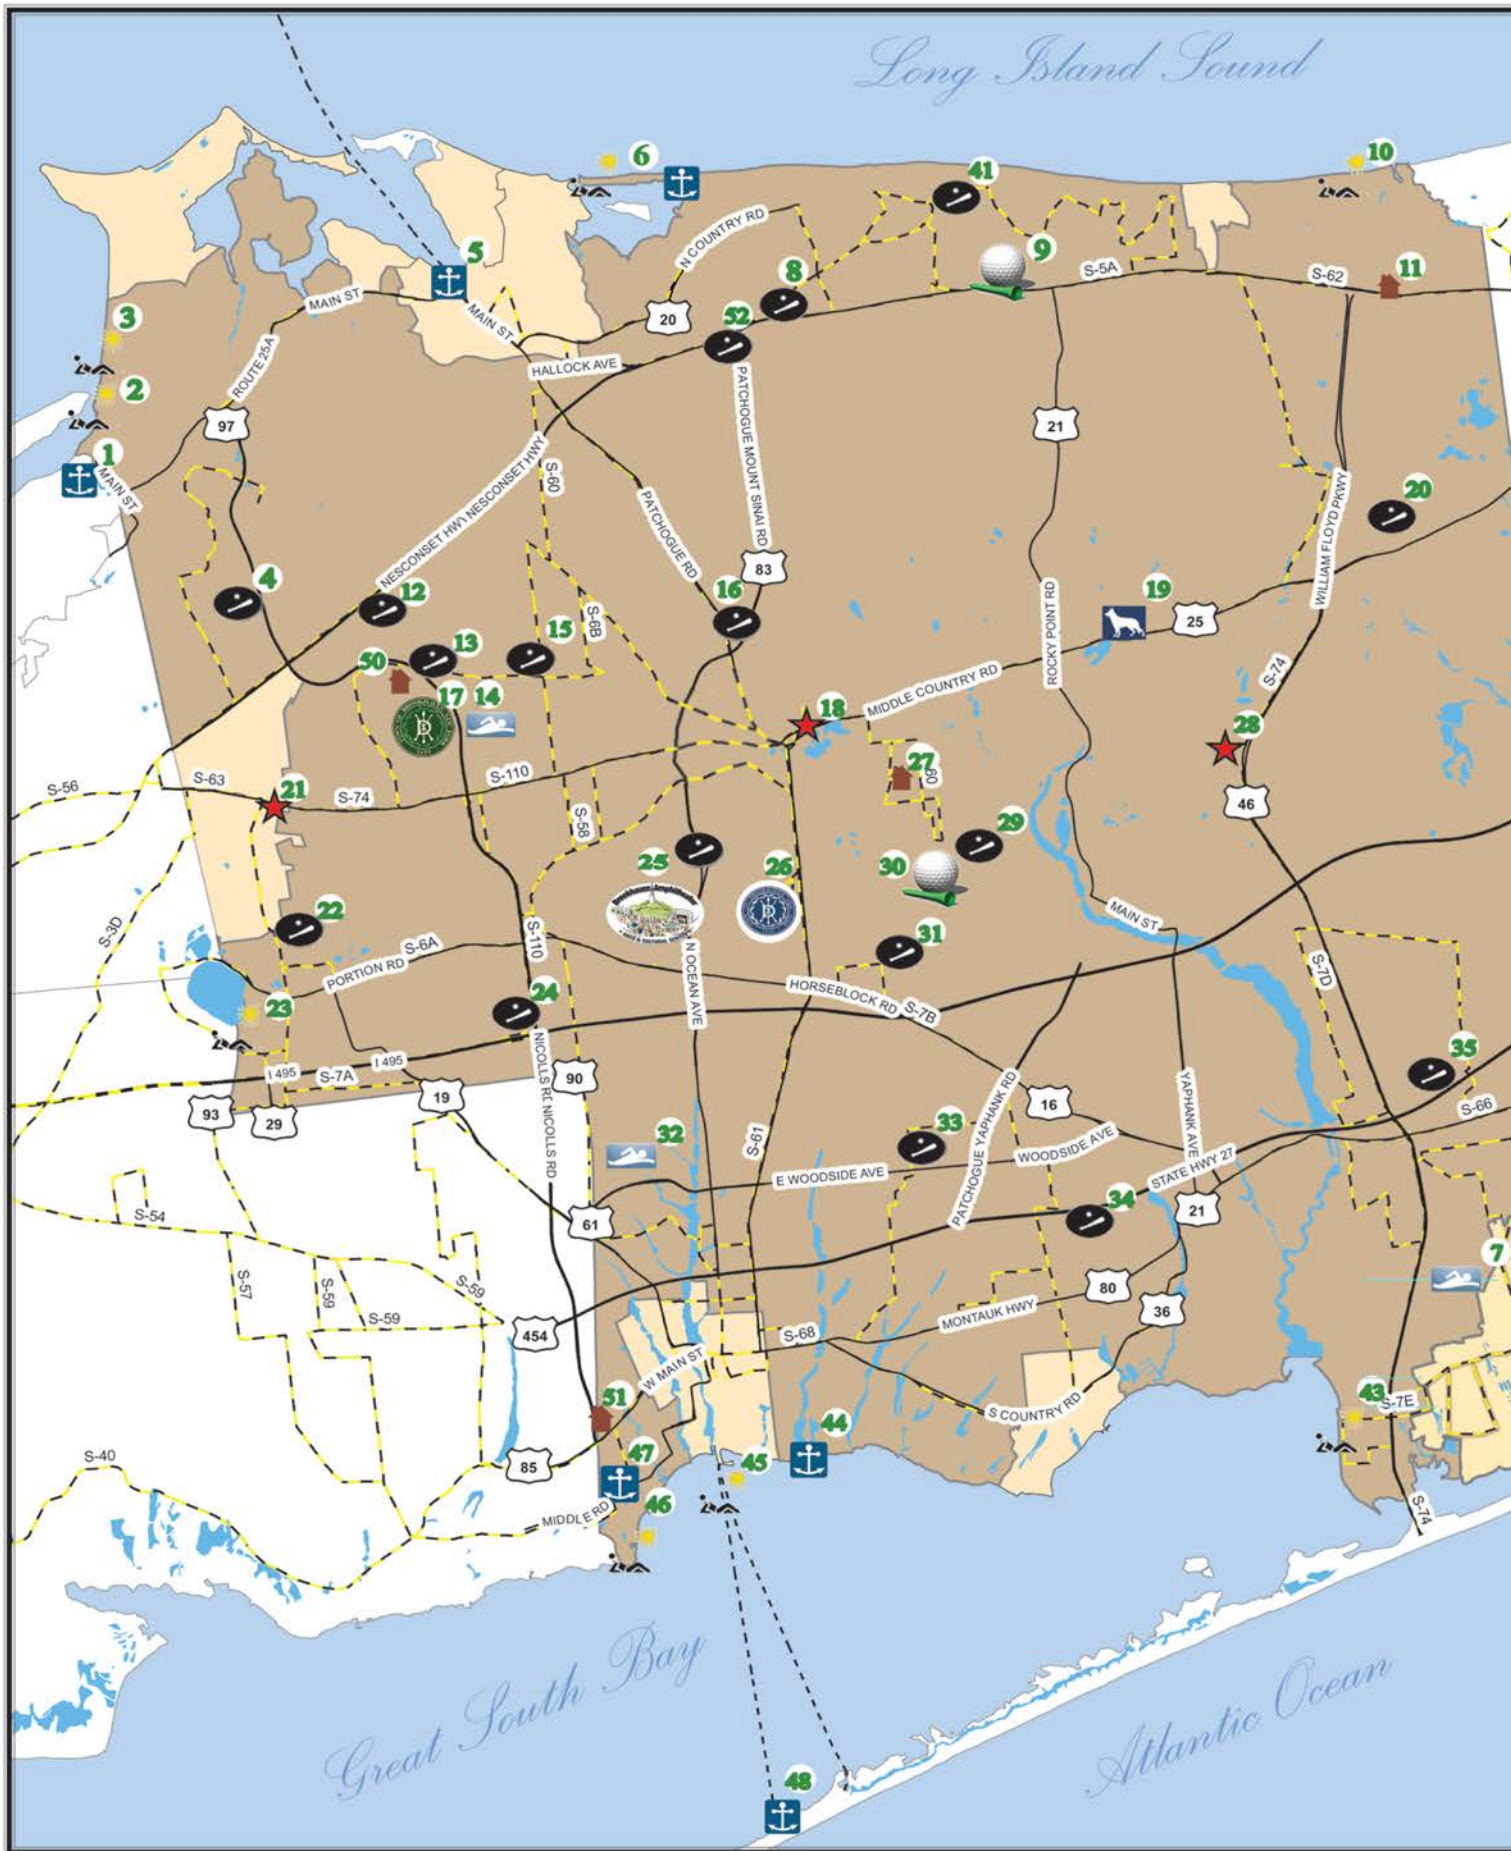 Long Island Sound
6
10
41
5
N COUNTRY RD
9
8
S-5A
S-62
11
MAIN ST
MAIN ST
20
52
3
HALLOCK AVE
ROUTE 25A
2
PATCHOGUE MOUNT SINAI RD
97
21
1
MAIN ST
NESCONSET HWY
NESCONSET HWY
S-60
PATCHOGUE RD
WILLIAM FLOYD PKWY
20
83
4
12
16
19
25
S-6B
15
13
50
ROCKY POINT RD
S-74
MIDDLE COUNTRY RD
17
14
18
28
27
60
S-56
S-63
S-110
21
S-74
46
S-58
29
25
26
30
Brookhaven Amphitheater
22
S-3D
S-6A
PORTION RD
S-110
MAIN ST
31
N OCEAN AVE
S-7D
HORSEBLOCK RD
S-7B
24
23
I 495
I 495
S-7A
NICOLLS RD
NICOLLS RD
90
19
93
29
35
16
S-66
PATCHOGUE YAPHANK RD
YAPHANK AVE
33
32
S-61
WOODSIDE AVE
E WOODSIDE AVE
STATE HWY 27
34
21
61
S-54
7
S-57
S-59
S-59
S-59
80
36
MONTAUK HWY
454
S-68
W MAIN ST
51
S COUNTRY RD
43
S-7E
44
47
45
S-40
85
46
MIDDLE RD
S-74
Great South Bay
Atlantic Ocean
48